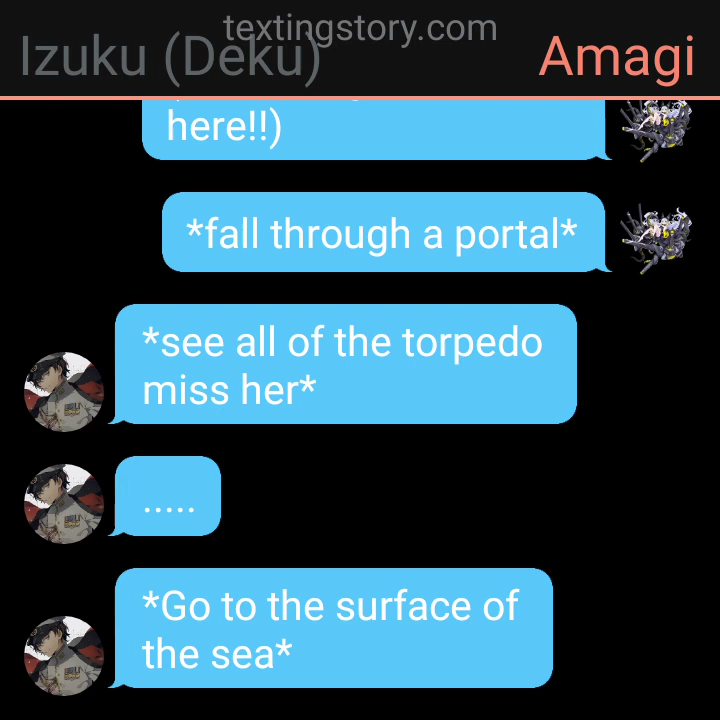 textingstory.com
Izuku (Deku)
Amagi
here!!)
*fall through a portal*
*see all of the torpedo
miss her*
.....
*Go to the surface of
the sea*